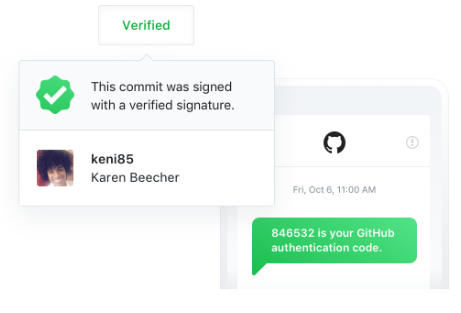 Verified
This commit was signed
with a verified signature.
keni85
Karen Beecher
Fri, Oct 6, 11:00 AM
846532 is your GitHub
authentication code.